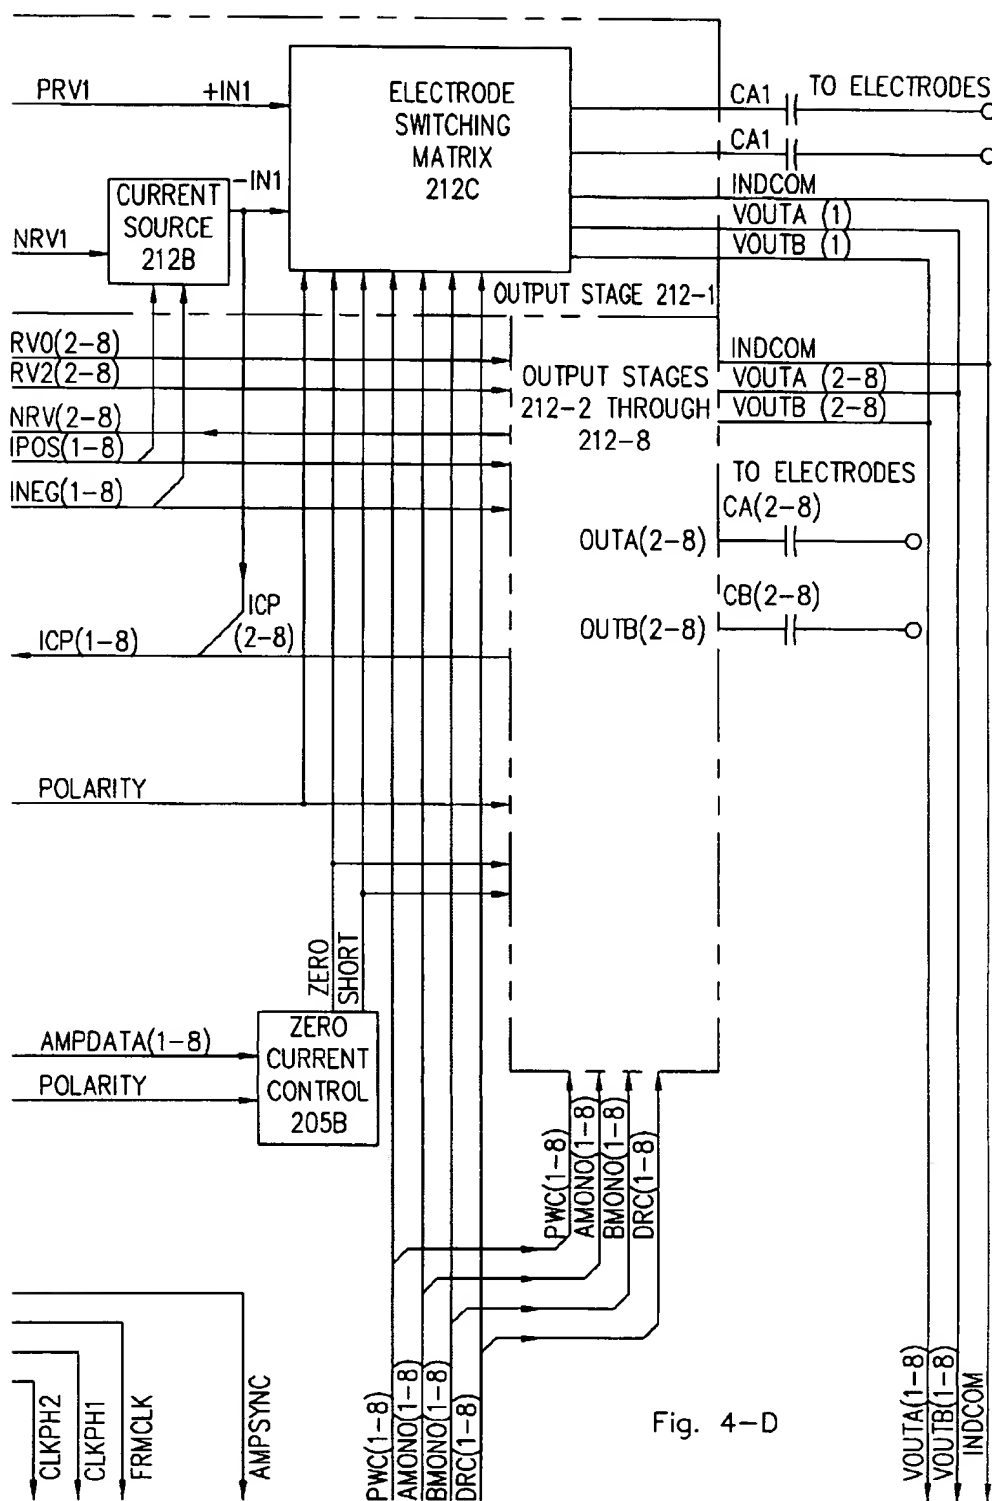 PRV1
+IN1
ELECTRODE
SWITCHING
MATRIX
212C
CA1
TO ELECTRODES
CA1
-IN1
CURRENT
SOURCE
212B
NRV1
INDCOM
VOUTA (1)
VOUTB (1)
OUTPUT STAGE 212-1
RV0(2-8)
RV2(2-8)
NRV(2-8)
IPOS(1-8)
INEG(1-8)
OUTPUT STAGES
212-2 THROUGH
212-8
INDCOM
VOUTA (2-8)
VOUTB (2-8)
TO ELECTRODES
CA(2-8)
OUTA(2-8)
CB(2-8)
OUTB(2-8)
ICP
(2-8)
ICP(1-8)
POLARITY
ZERO
SHORT
AMPDATA(1-8)
POLARITY
ZERO
CURRENT
CONTROL
205B
PWC(1-8)
AMONO(1-8)
BMONO(1-8)
DRC(1-8)
CLKPH2
CLKPH1
FRMCLK
AMPSYNC
PWC(1-8)
AMONO(1-8)
BMONO(1-8)
DRC(1-8)
Fig. 4-D
VOUTA(1-8)
VOUTB(1-8)
INDCOM